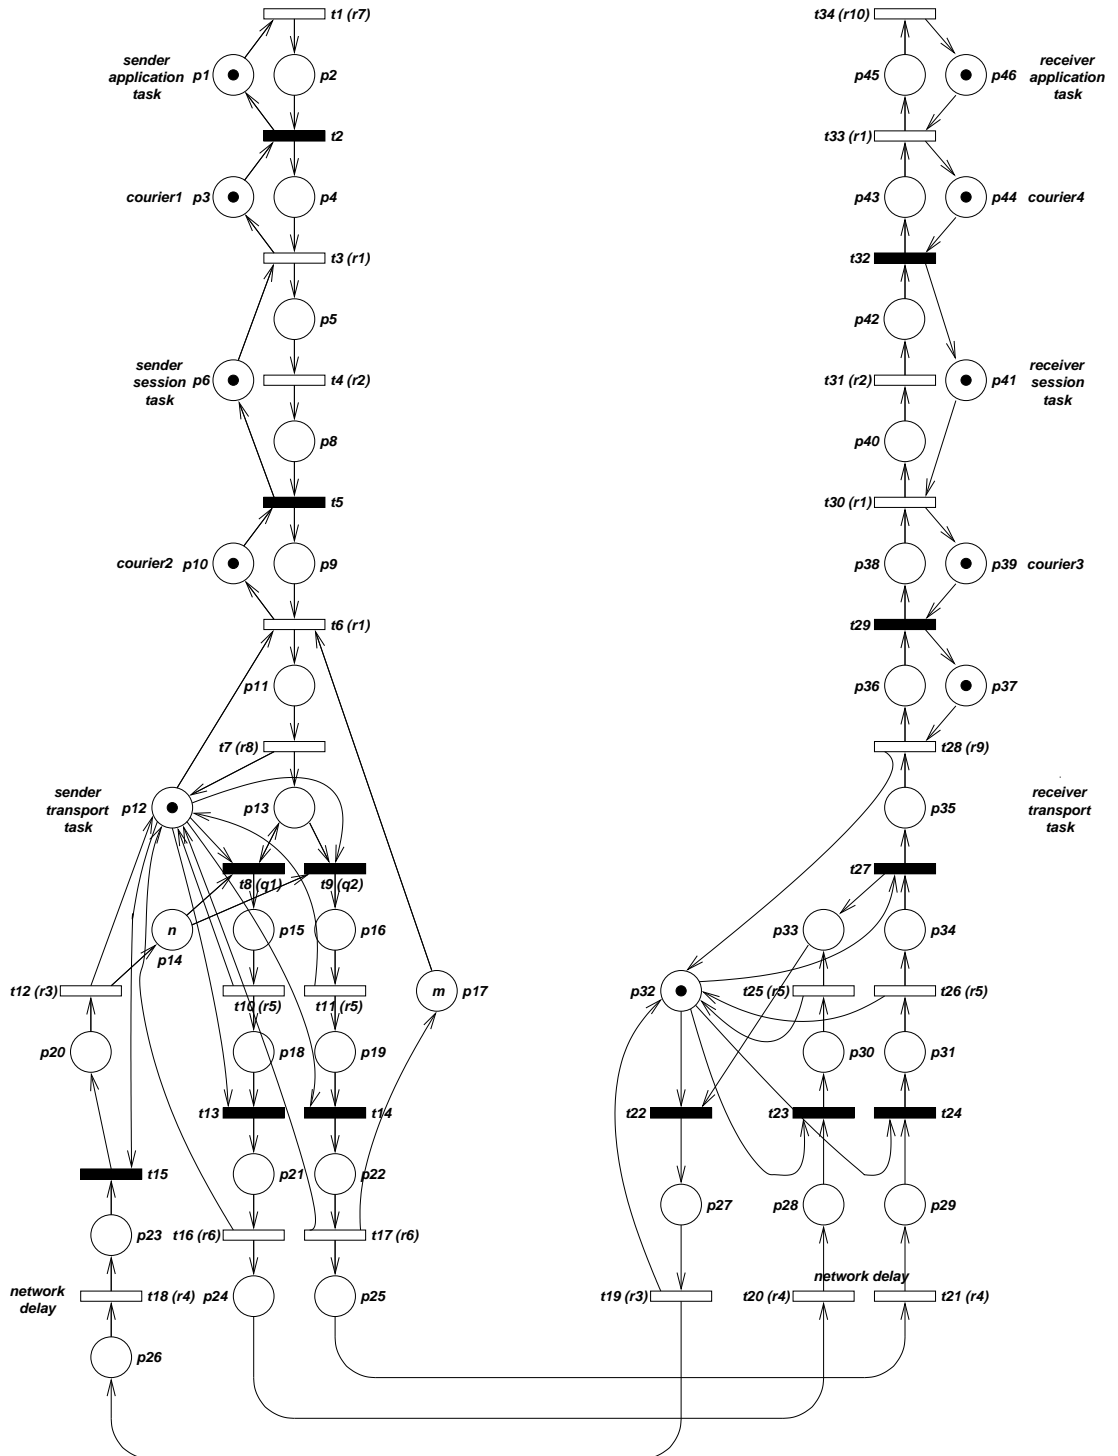 t1 (r7)
t34 (r10)
sender
application
task
p1
p2
p45
p46
receiver
application
task
t2
t33 (r1)
courier1
p3
p4
p43
p44
courier4
t3 (r1)
t32
p5
p42
sender
session
task
p6
t4 (r2)
t31 (r2)
p41
receiver
session
task
p8
p40
t5
t30 (r1)
courier2
p10
p9
p38
p39
courier3
t6 (r1)
t29
p11
p36
p37
t7 (r8)
t28 (r9)
sender
transport
task
p12
p13
p35
receiver
transport
task
t8 (q1)
t9 (q2)
t27
n
p14
p15
p16
p33
p34
t12 (r3)
t10 (r5)
t11 (r5)
m
p17
p32
t25 (r5)
t26 (r5)
p20
p18
p19
p30
p31
t13
t14
t22
t23
t24
t15
p21
p22
p27
p28
p29
p23
t16 (r6)
t17 (r6)
network
delay
t18 (r4)
p24
p25
network delay
t19 (r3)
t20 (r4)
t21 (r4)
p26